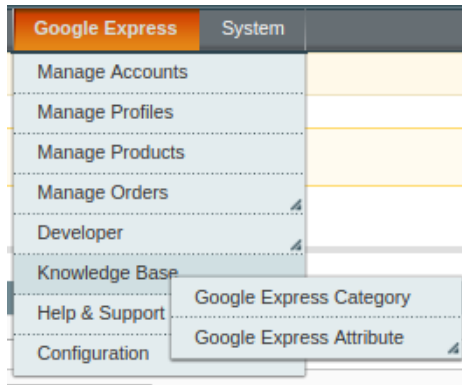 Google Express System
Manage Accounts
Manage Profiles
Manage Products
Manage Orders
Developer
Knowledge Base
Google Express Category
Help & Support
Google Express Attribute
Configuration